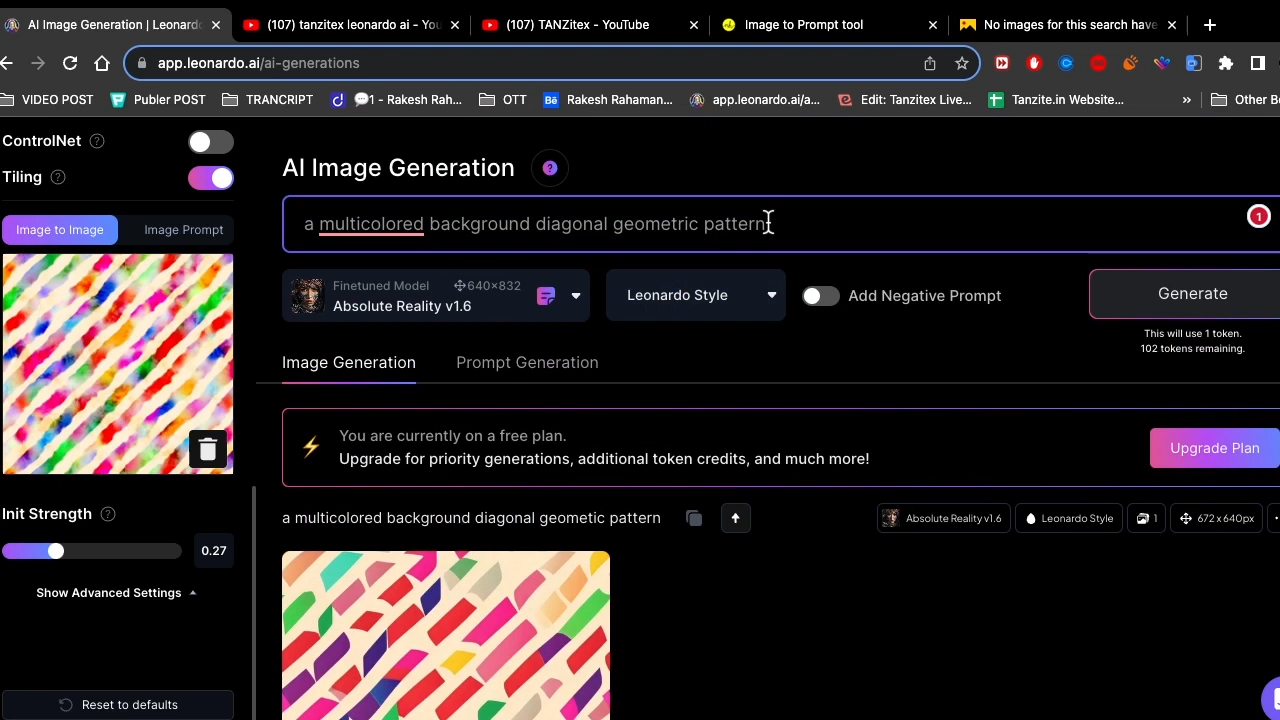 AI Image Generation | Leonardo
(107) tanzitex leonardo ai - You
(107) TANZitex - YouTube
Image to Prompt tool
No images for this search have
app.leonardo.ai/ai-generations
VIDEO POST
Publer POST
TRANCRIPT
1 - Rakesh Rah...
OTT
Rakesh Rahaman...
app.leonardo.ai/a...
Edit: Tanzitex Live...
Tanzite.in Website...
»
Other B
ControlNet ?
Tiling ?
Image to Image
Image Prompt
Init Strength ?
0.27
Show Advanced Settings
Reset to defaults
AI Image Generation ?
a multicolored background diagonal geometric pattern
1
Finetuned Model 640×832
Absolute Reality v1.6
Leonardo Style
Add Negative Prompt
Generate
This will use 1 token.
102 tokens remaining.
Image Generation
Prompt Generation
You are currently on a free plan.
Upgrade for priority generations, additional token credits, and much more!
Upgrade Plan
a multicolored background diagonal geometic pattern
Absolute Reality v1.6
Leonardo Style
1
672 x 640px